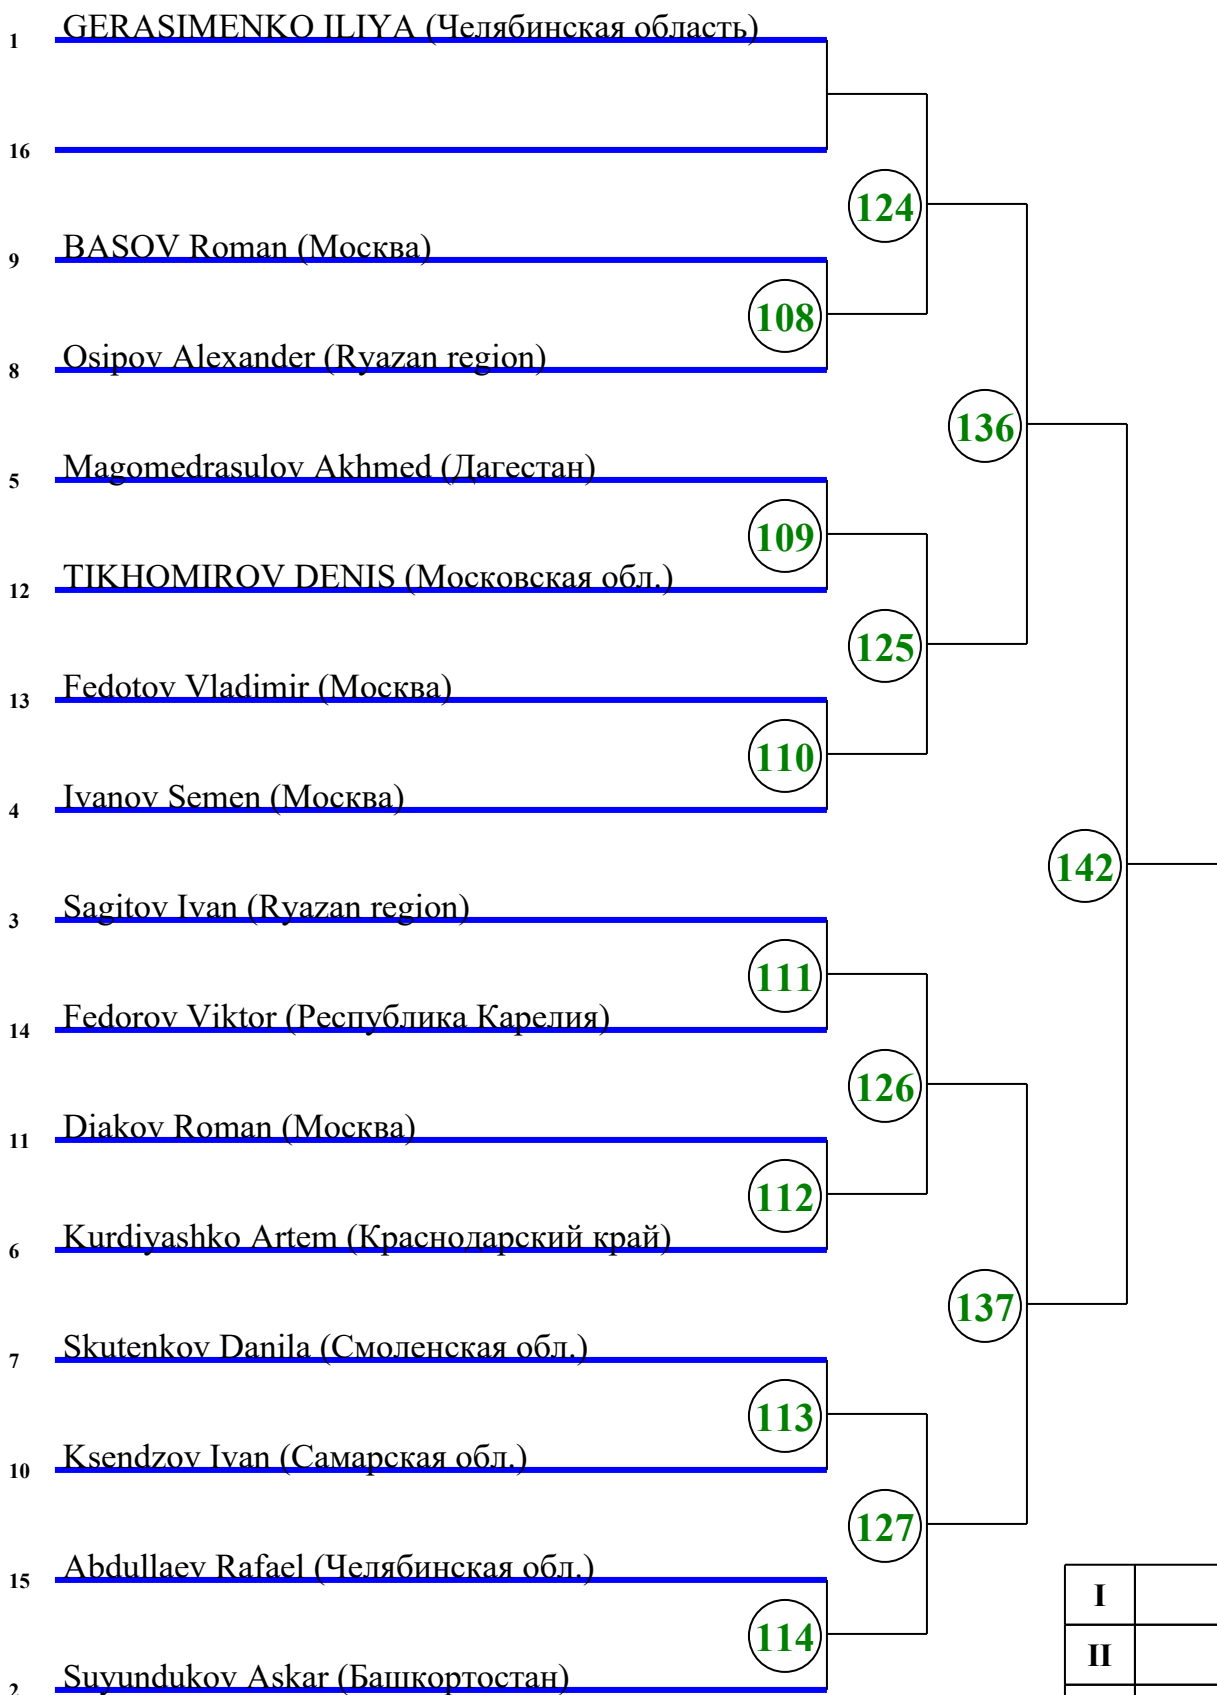 1 GERASIMENKO ILIYA (Челябинская область)
16
124
9 BASOV Roman (Москва)
108
8 Osipov Alexander (Ryazan region)
136
5 Magomedrasulov Akhmed (Дагестан)
109
12 TIKHOMIROV DENIS (Московская обл.)
125
13 Fedotov Vladimir (Москва)
110
4 Ivanov Semen (Москва)
142
3 Sagitov Ivan (Ryazan region)
111
14 Fedorov Viktor (Республика Карелия)
126
11 Diakov Roman (Москва)
112
6 Kurdiyashko Artem (Краснодарский край)
137
7 Skutenkov Danila (Смоленская обл.)
113
10 Ksendzov Ivan (Самарская обл.)
127
15 Abdullaev Rafael (Челябинская обл.)
I
114
II
2 Suyundukov Askar (Башкортостан)